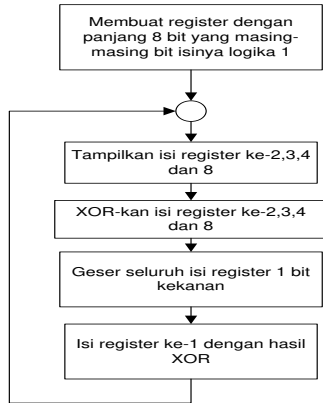 Membuat register dengan
panjang 8 bit yang masing-
masing bit isinya logika 1
Tampilkan isi register ke-2,3,4
dan 8
XOR-kan isi register ke-2,3,4
dan 8
Geser seluruh isi register 1 bit
kekanan
Isi register ke-1 dengan hasil
XOR